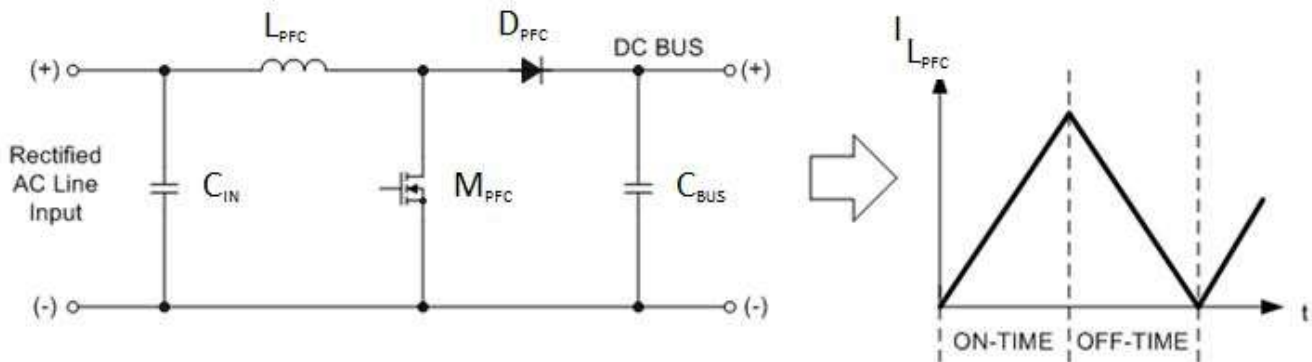 L_PFC
D_PFC
DC BUS
(+)
(+)
Rectified
AC Line
Input
C_IN
M_PFC
C_BUS
(-)
(-)
I_L_PFC
t
ON-TIME
OFF-TIME